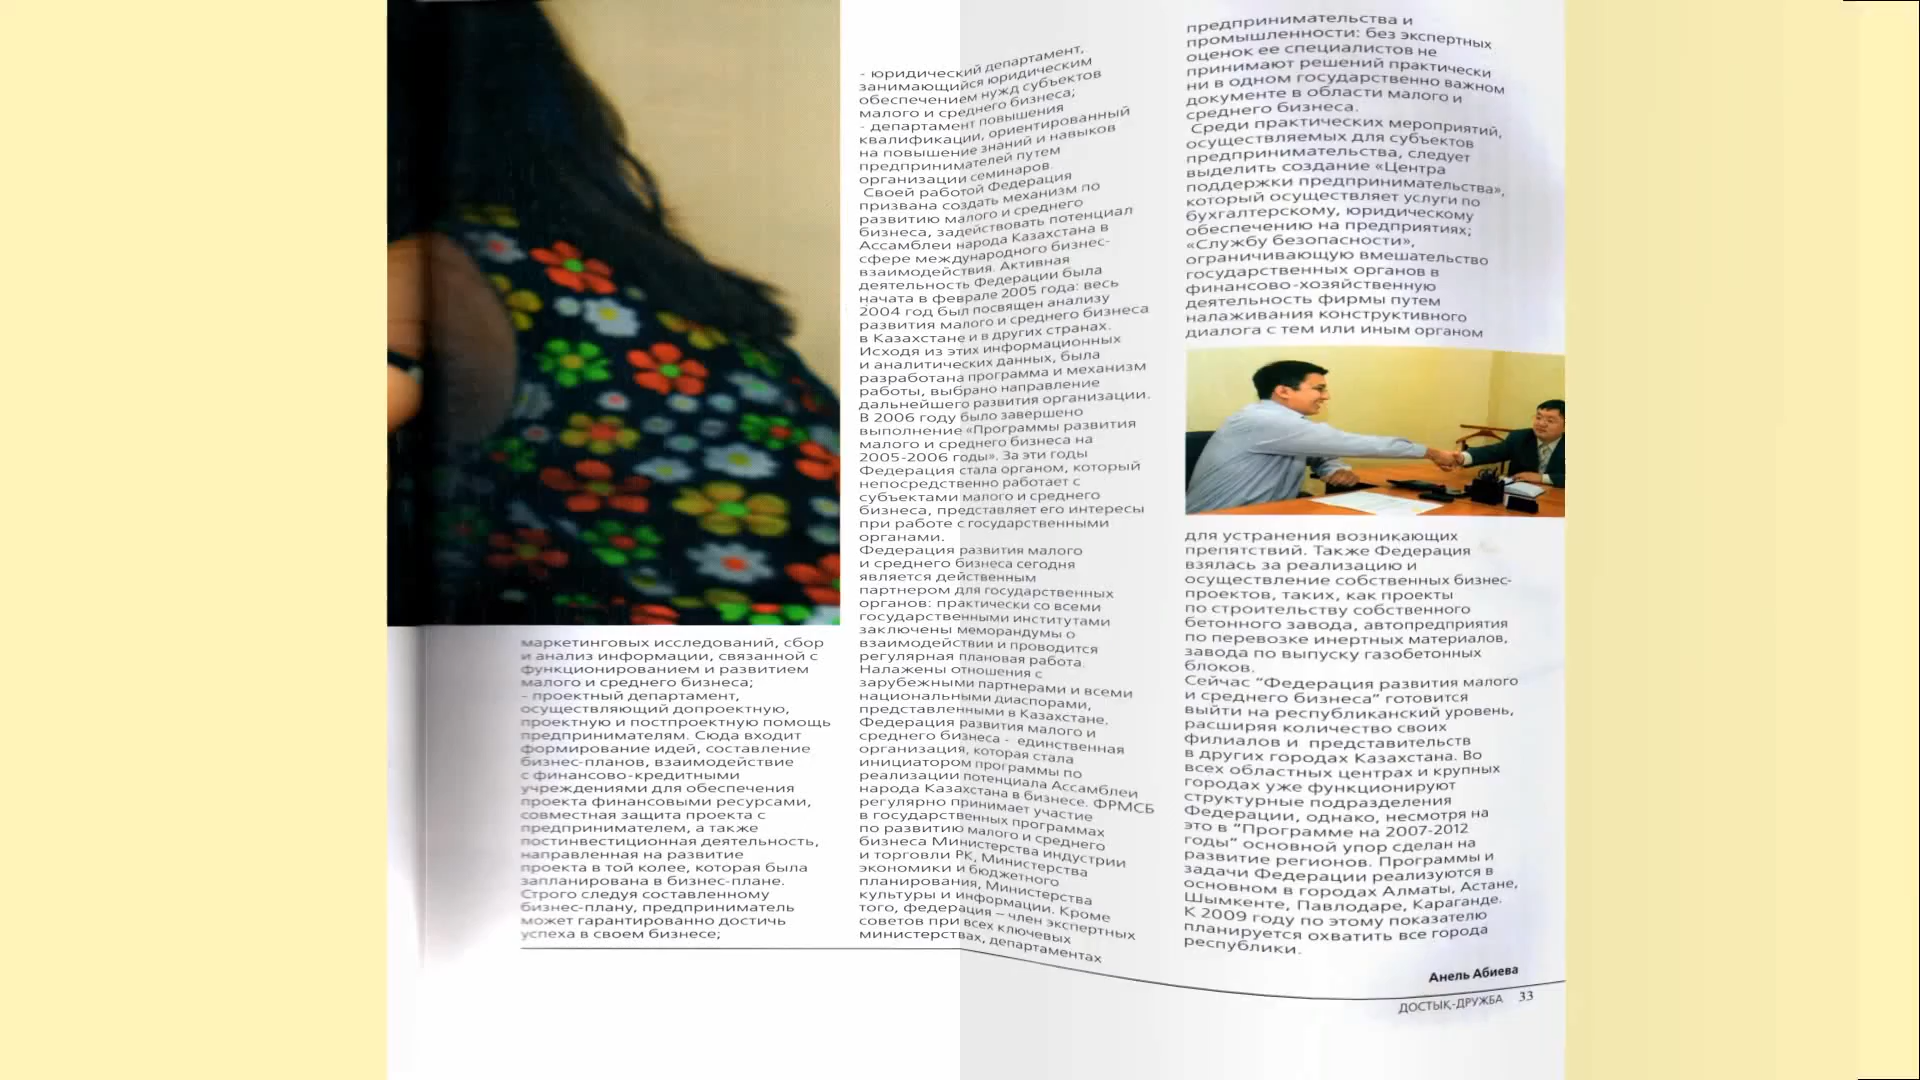 маркетинговых исследований, сбор
и анализ информации, связанной с
функционированием и развитием
малого и среднего бизнеса;
- проектный департамент,
осуществляющий допроектную,
проектную и постпроектную помощь
предпринимателям. Сюда входит
формирование идей, составление
бизнес-планов, взаимодействие
с финансово-кредитными
учреждениями для обеспечения
проекта финансовыми ресурсами,
совместная защита проекта с
предпринимателем, а также
постинвестиционная деятельность,
направленная на развитие
проекта в той колее, которая была
запланирована в бизнес-плане.
Строго следуя составленному
бизнес-плану, предприниматель
может гарантированно достичь
успеха в своем бизнесе;
- юридический департамент,
занимающийся юридическим
обеспечением нужд субъектов
малого и среднего бизнеса;
- департамент повышения
квалификации, ориентированный
на повышение знаний и навыков
предпринимателей путем
организации семинаров.
Своей работой Федерация
призвана создать механизм по
развитию малого и среднего
бизнеса, задействовать потенциал
Ассамблеи народа Казахстана в
сфере международного бизнес-
взаимодействия. Активная
деятельность Федерации была
начата в феврале 2005 года: весь
2004 год был посвящен анализу
развития малого и среднего бизнеса
в Казахстане и в других странах.
Исходя из этих информационных
и аналитических данных, была
разработана программа и механизм
работы, выбрано направление
дальнейшего развития организации.
В 2006 году было завершено
выполнение «Программы развития
малого и среднего бизнеса на
2005-2006 годы». За эти годы
Федерация стала органом, который
непосредственно работает с
субъектами малого и среднего
бизнеса, представляет его интересы
при работе с государственными
органами.
Федерация развития малого
и среднего бизнеса сегодня
является действенным
партнером для государственных
органов: практически со всеми
государственными институтами
заключены меморандумы о
взаимодействии и проводится
регулярная плановая работа.
Налажены отношения с
зарубежными партнерами и всеми
национальными диаспорами,
представленными в Казахстане.
Федерация развития малого и
среднего бизнеса - единственная
организация, которая стала
инициатором программы по
реализации потенциала Ассамблеи
народа Казахстана в бизнесе. ФРМСБ
регулярно принимает участие
в государственных программах
по развитию малого и среднего
бизнеса Министерства индустрии
и торговли РК, Министерства
экономики и бюджетного
планирования, Министерства
культуры и информации. Кроме
того, федерация – член экспертных
советов при всех ключевых
министерствах, департаментах
предпринимательства и
промышленности: без экспертных
оценок ее специалистов не
принимают решений практически
ни в одном государственно важном
документе в области малого и
среднего бизнеса.
Среди практических мероприятий,
осуществляемых для субъектов
предпринимательства, следует
выделить создание «Центра
поддержки предпринимательства»,
который осуществляет услуги по
бухгалтерскому, юридическому
обеспечению на предприятиях;
«Службу безопасности»,
ограничивающую вмешательство
государственных органов в
финансово-хозяйственную
деятельность фирмы путем
налаживания конструктивного
диалога с тем или иным органом
для устранения возникающих
препятствий. Также Федерация
взялась за реализацию и
осуществление собственных бизнес-
проектов, таких, как проекты
по строительству собственного
бетонного завода, автопредприятия
по перевозке инертных материалов,
завода по выпуску газобетонных
блоков.
Сейчас "Федерация развития малого
и среднего бизнеса" готовится
выйти на республиканский уровень,
расширяя количество своих
филиалов и представительств
в других городах Казахстана. Во
всех областных центрах и крупных
городах уже функционируют
структурные подразделения
Федерации, однако, несмотря на
это в "Программе на 2007-2012
годы" основной упор сделан на
развитие регионов. Программы и
задачи Федерации реализуются в
основном в городах Алматы, Астане,
Шымкенте, Павлодаре, Караганде.
К 2009 году по этому показателю
планируется охватить все города
республики.
Анель Абиева
ДОСТЫҚ-ДРУЖБА 33